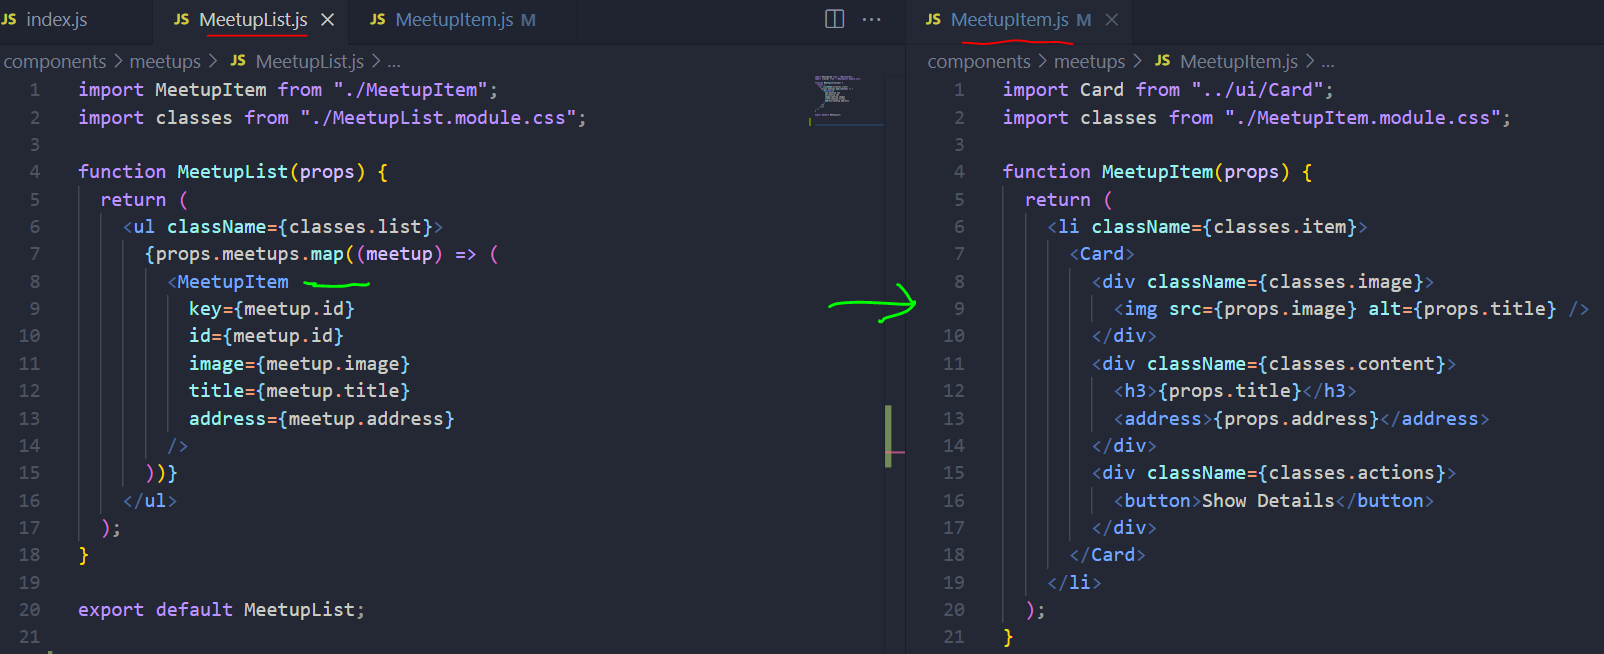 JS index.js
JS MeetupList.js ×
JS MeetupItem.js M
components > meetups > JS MeetupList.js > ...
1 import MeetupItem from "./MeetupItem";
2 import classes from "./MeetupList.module.css";
3
4 function MeetupList(props) {
5 return (
6 <ul className={classes.list}>
7 {props.meetups.map((meetup) => (
8 <MeetupItem
9 key={meetup.id}
10 id={meetup.id}
11 image={meetup.image}
12 title={meetup.title}
13 address={meetup.address}
14 />
15 ))}
16 </ul>
17 );
18 }
19
20 export default MeetupList;
21
JS MeetupItem.js M ×
components > meetups > JS MeetupItem.js > ...
1 import Card from "../ui/Card";
2 import classes from "./MeetupItem.module.css";
3
4 function MeetupItem(props) {
5 return (
6 <li className={classes.item}>
7 <Card>
8 <div className={classes.image}>
9 <img src={props.image} alt={props.title} />
10 </div>
11 <div className={classes.content}>
12 <h3>{props.title}</h3>
13 <address>{props.address}</address>
14 </div>
15 <div className={classes.actions}>
16 <button>Show Details</button>
17 </div>
18 </Card>
19 </li>
20 );
21 }